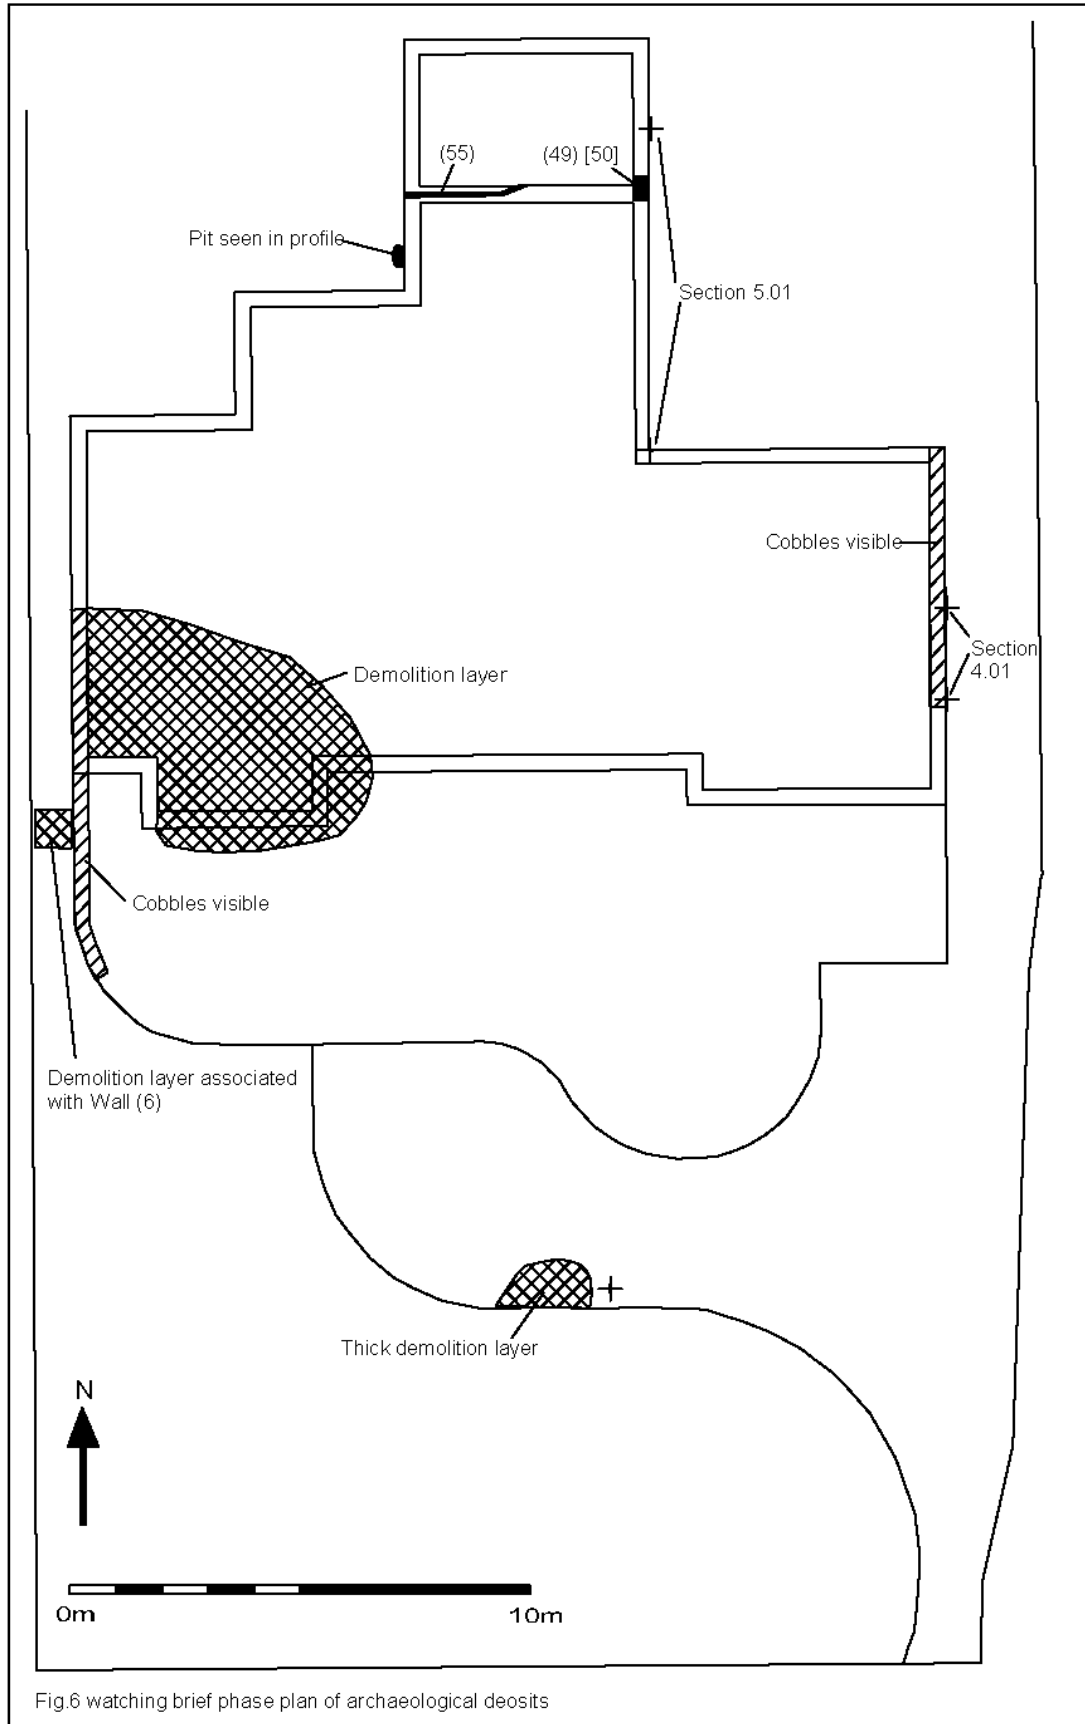 (55)
(49) [50]
Pit seen in profile
Section 5.01
Cobbles visible
Section
4.01
Demolition layer
Cobbles visible
Demolition layer associated
with Wall (6)
Thick demolition layer
N
0m
10m
Fig.6 watching brief phase plan of archaeological deosits